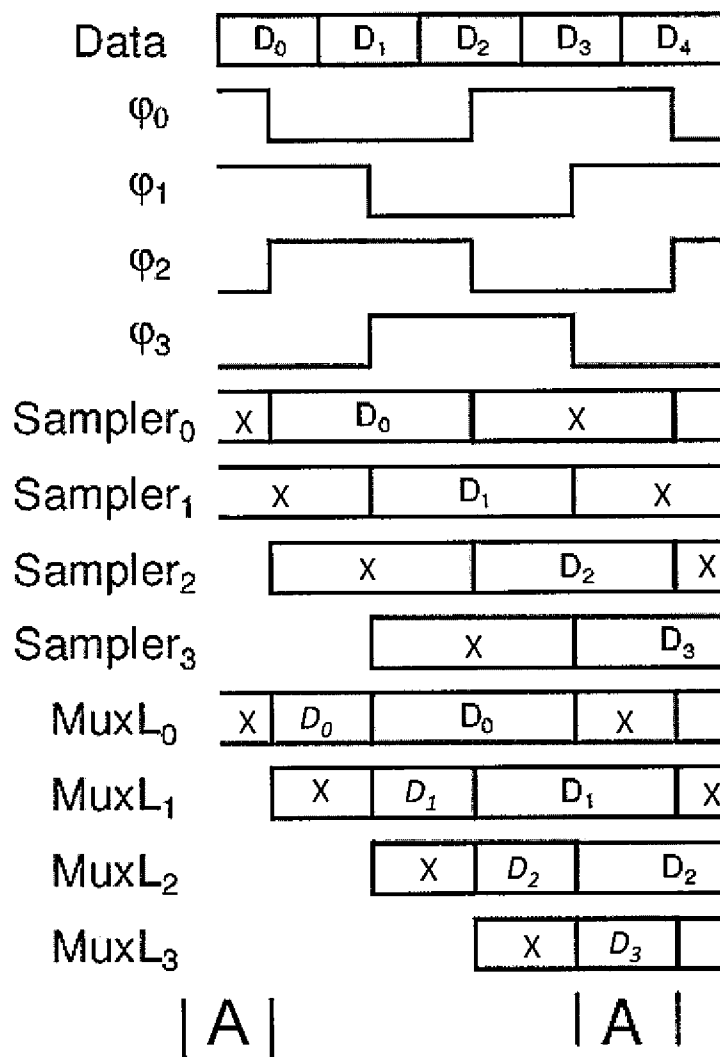 Data D₀ D₁ D₂ D₃ D₄
φ₀
φ₁
φ₂
φ₃
Sampler₀ X D₀ X
Sampler₁ X D₁ X
Sampler₂ X D₂ X
Sampler₃ X D₃
MuxL₀ X D₀ D₀ X
MuxL₁ X D₁ D₁ X
MuxL₂ X D₂ D₂
MuxL₃ X D₃
A A